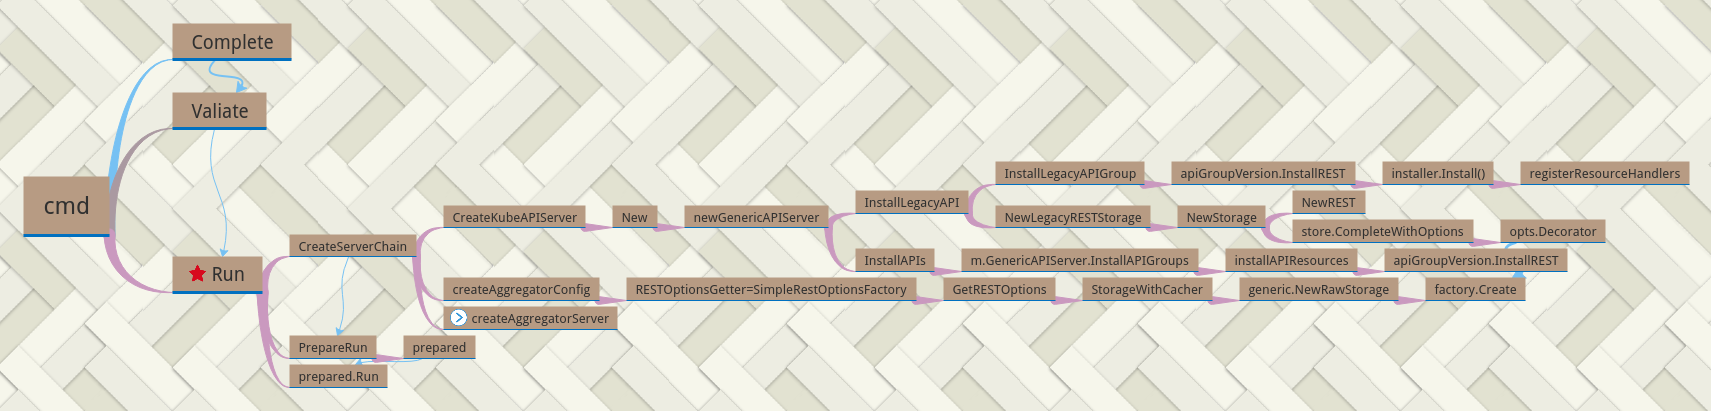 Complete
Valiate
cmd
Run
CreateServerChain
CreateKubeAPIServer
New
newGenericAPIServer
InstallLegacyAPI
InstallLegacyAPIGroup
apiGroupVersion.InstallREST
installer.Install()
registerResourceHandlers
NewLegacyRESTStorage
NewStorage
NewREST
store.CompleteWithOptions
opts.Decorator
InstallAPIs
m.GenericAPIServer.InstallAPIGroups
installAPIResources
apiGroupVersion.InstallREST
createAggregatorConfig
RESTOptionsGetter=SimpleRestOptionsFactory
GetRESTOptions
StorageWithCacher
generic.NewRawStorage
factory.Create
createAggregatorServer
PrepareRun
prepared
prepared.Run